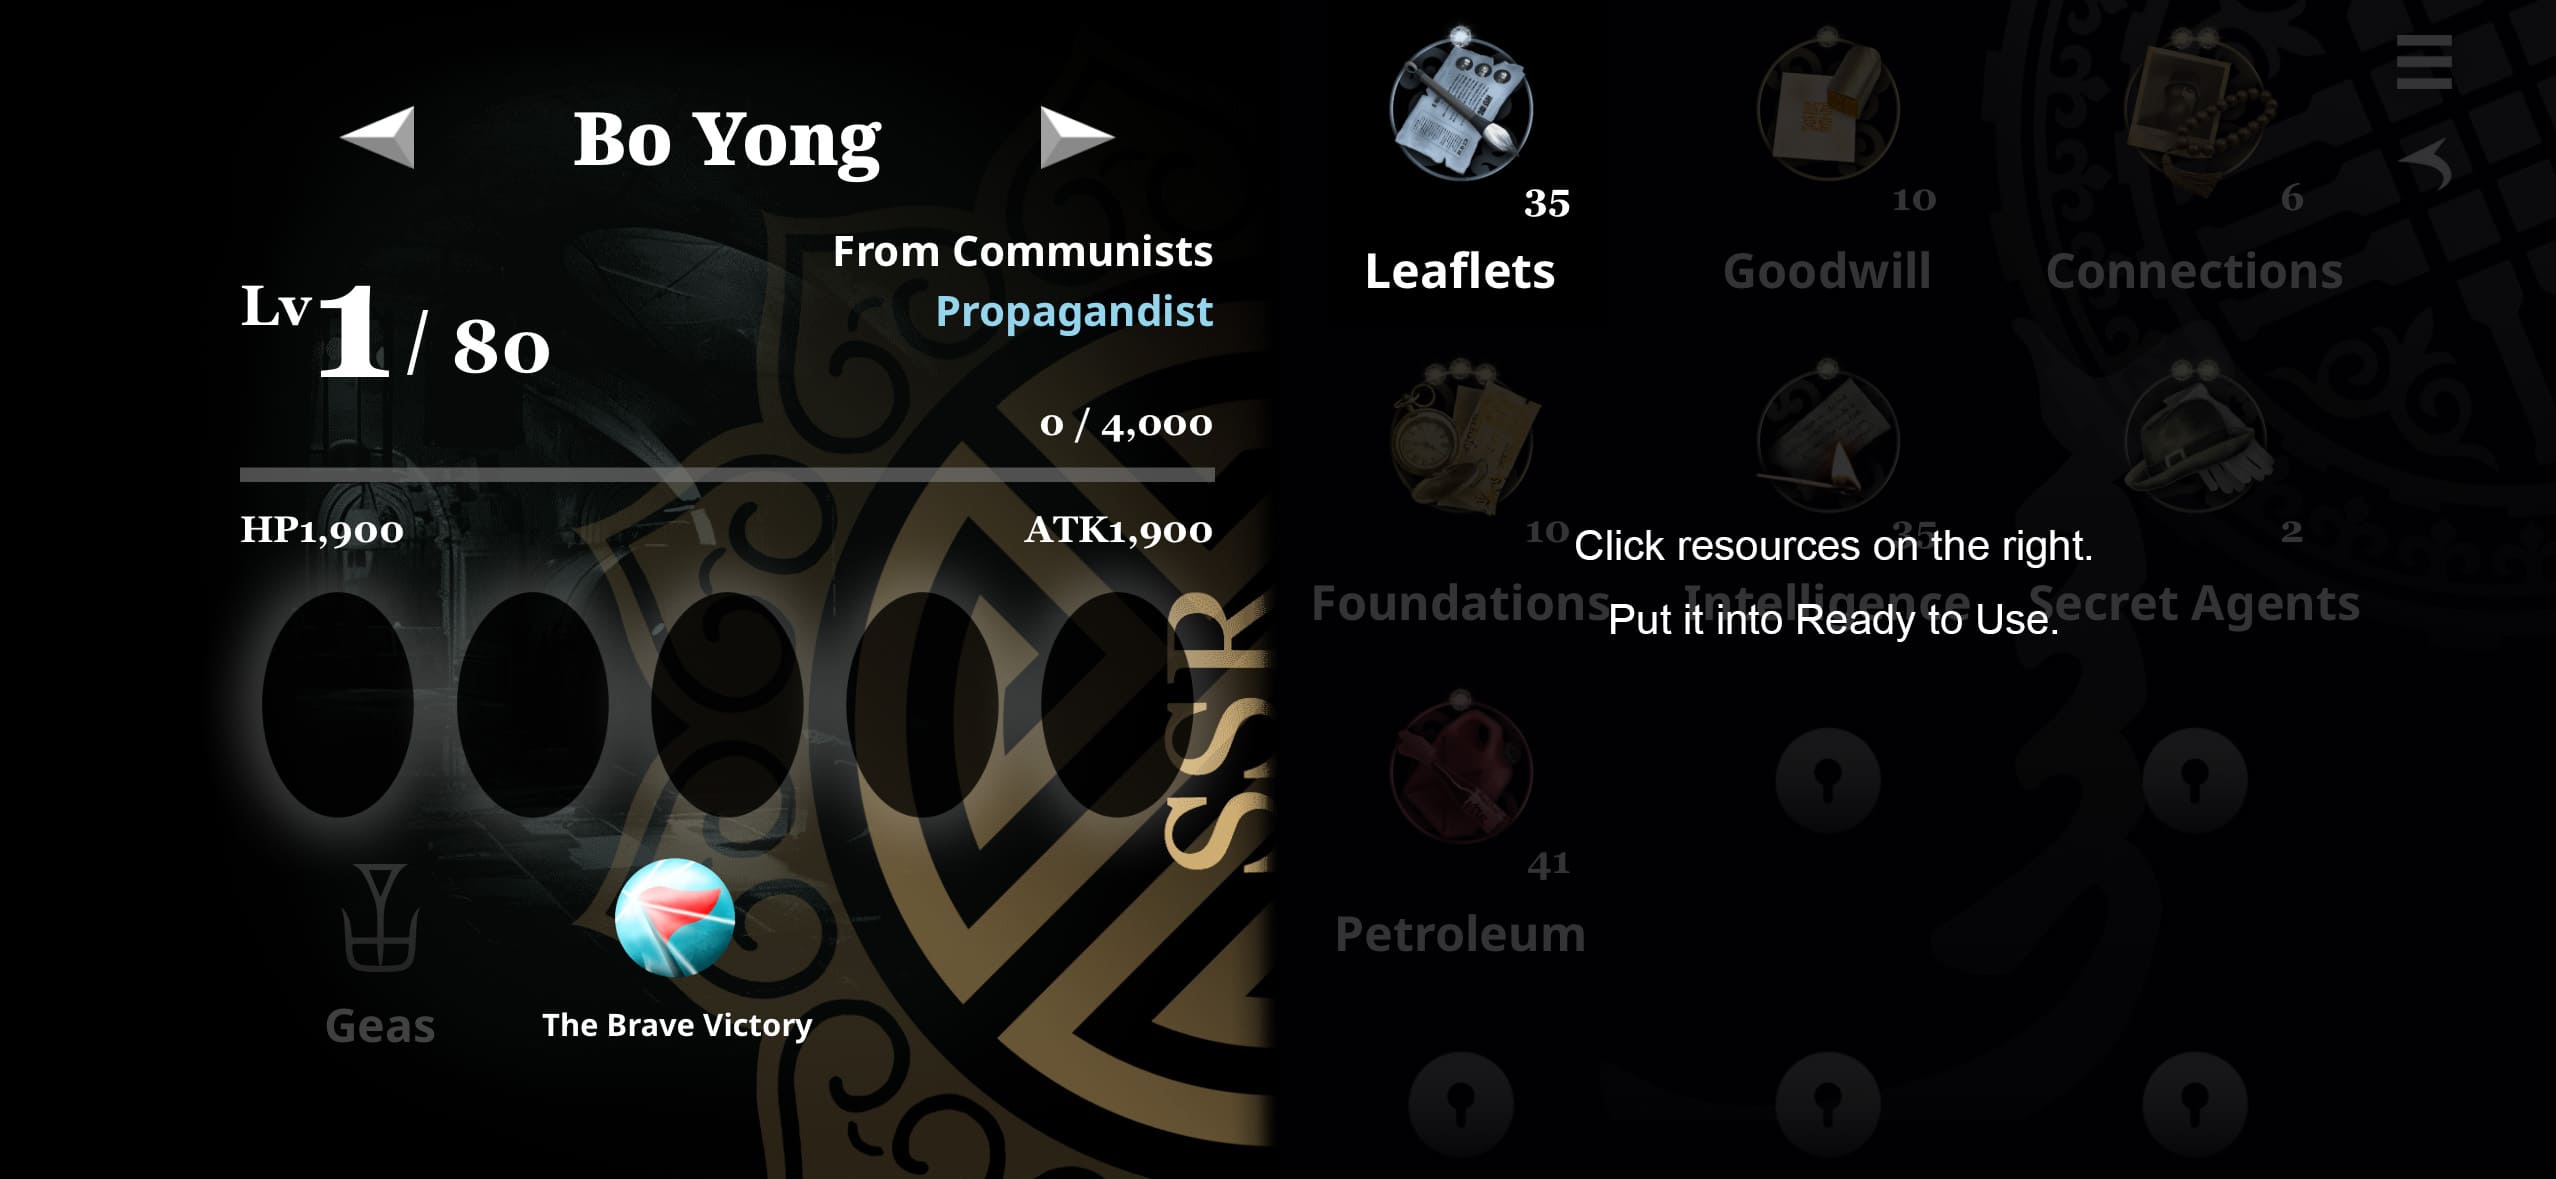 Bo Yong
From Communists
Propagandist
Lv1 / 80
0 / 4,000
HP1,900
ATK1,900
SSR
Geas
The Brave Victory
35
Leaflets
10
Goodwill
6
Connections
10
Foundations
35
Intelligence
2
Secret Agents
Click resources on the right.
Put it into Ready to Use.
41
Petroleum